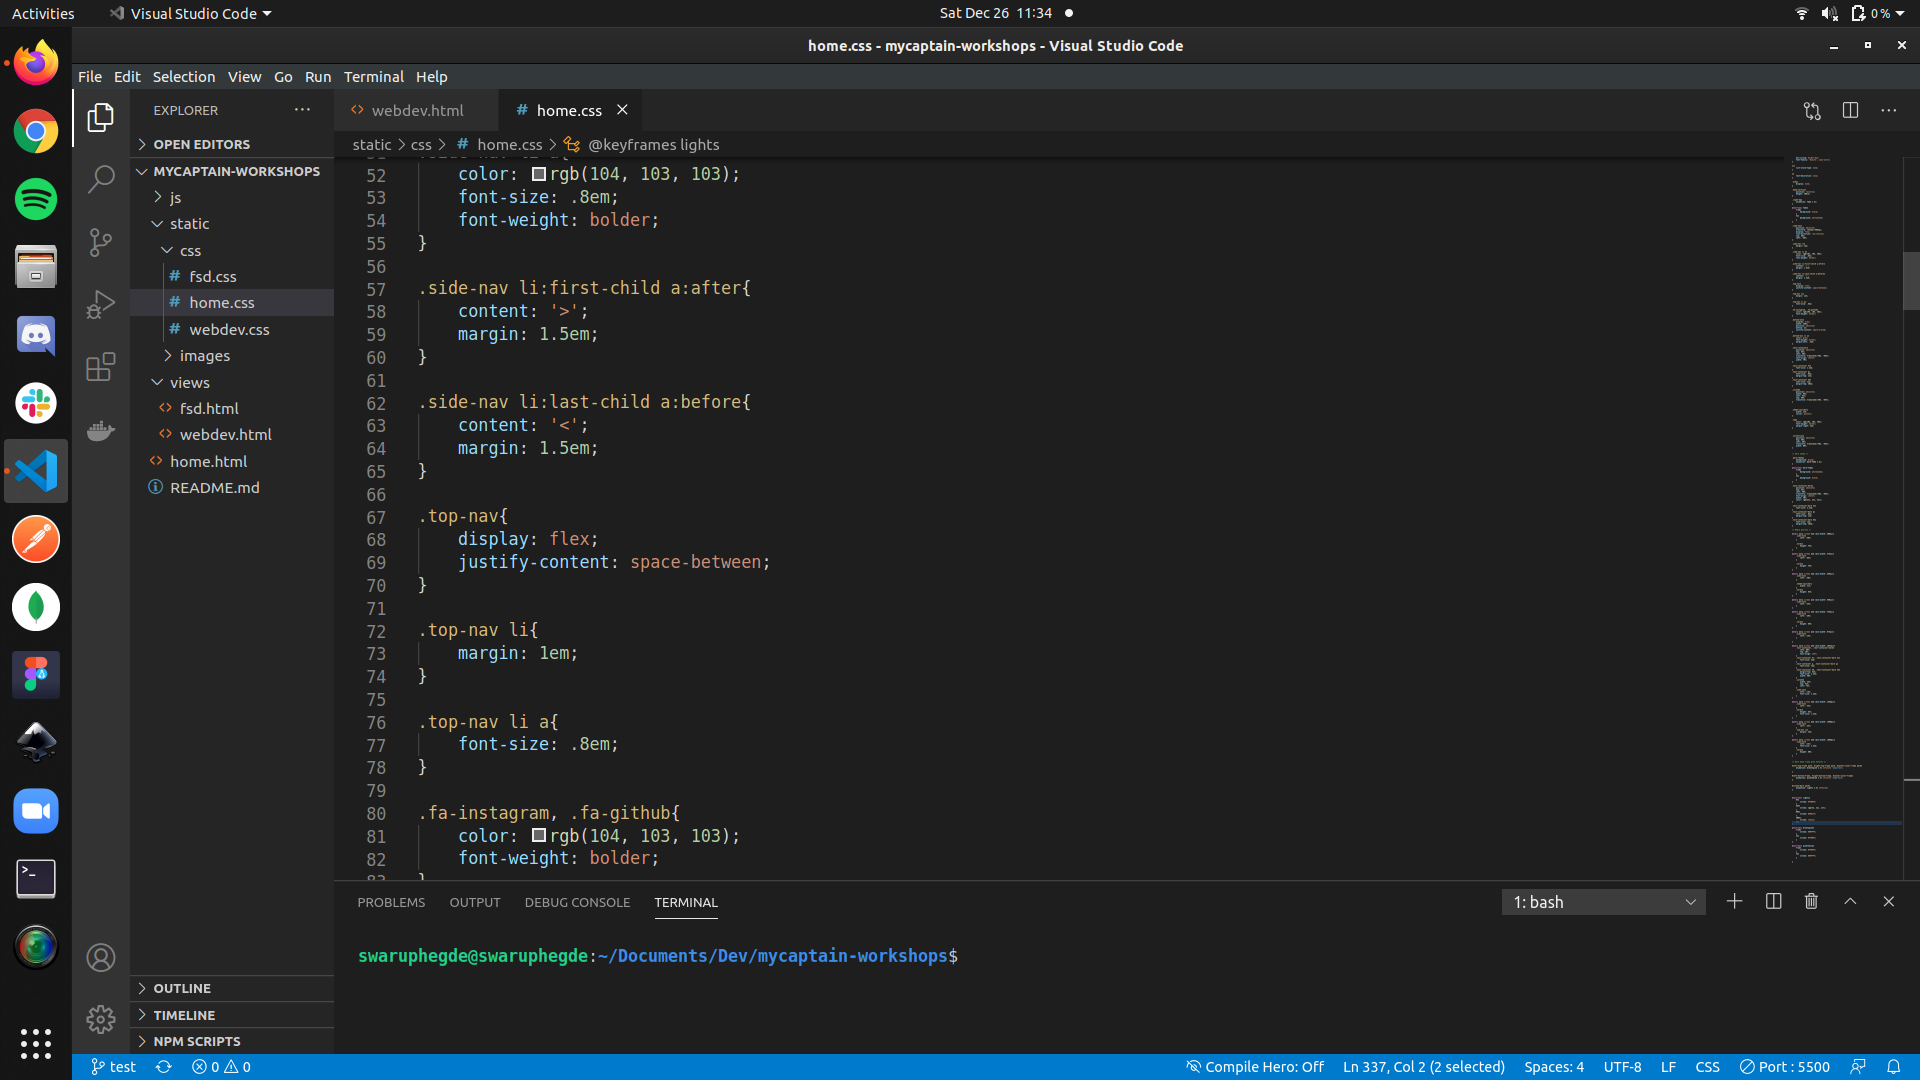 Activities
Visual Studio Code
Sat Dec 26 11:34
0 %
home.css - mycaptain-workshops - Visual Studio Code
File Edit Selection View Go Run Terminal Help
EXPLORER
OPEN EDITORS
MYCAPTAIN-WORKSHOPS
js
static
css
# fsd.css
# home.css
# webdev.css
images
views
<> fsd.html
<> webdev.html
<> home.html
README.md
OUTLINE
TIMELINE
NPM SCRIPTS
<> webdev.html
# home.css
static > css > # home.css > @keyframes lights
52 color: rgb(104, 103, 103);
53 font-size: .8em;
54 font-weight: bolder;
55 }
56
57 .side-nav li:first-child a:after{
58 content: '>';
59 margin: 1.5em;
60 }
61
62 .side-nav li:last-child a:before{
63 content: '<';
64 margin: 1.5em;
65 }
66
67 .top-nav{
68 display: flex;
69 justify-content: space-between;
70 }
71
72 .top-nav li{
73 margin: 1em;
74 }
75
76 .top-nav li a{
77 font-size: .8em;
78 }
79
80 .fa-instagram, .fa-github{
81 color: rgb(104, 103, 103);
82 font-weight: bolder;
PROBLEMS OUTPUT DEBUG CONSOLE TERMINAL
1: bash
swaruphegde@swaruphegde:~/Documents/Dev/mycaptain-workshops$
test
0 0
Compile Hero: Off
Ln 337, Col 2 (2 selected)
Spaces: 4
UTF-8
LF
CSS
Port : 5500